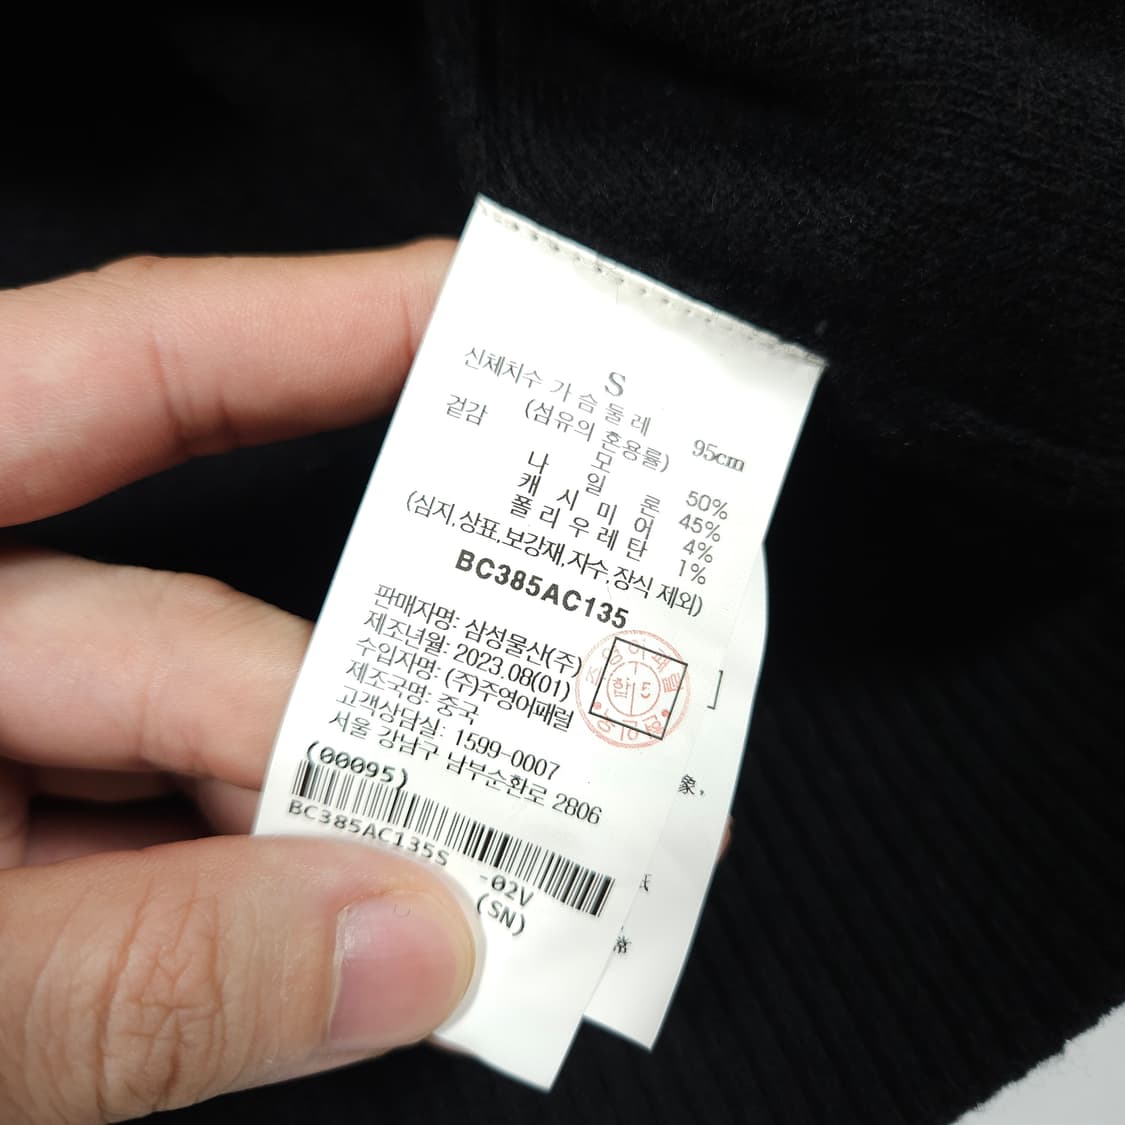 S
신체치수 가슴둘레 95cm
겉감 (섬유의 혼용률)
모 50%
나일론 45%
캐시미어 4%
폴리우레탄 1%
(심지,상표,보강재,자수,장식 제외)
BC385AC135
판매자명: 삼성물산(주)
제조년월: 2023.08(01)
수입자명: (주)주영어패럴
제조국명: 중국
고객상담실: 1599-0007
서울 강남구 남부순환로 2806
(00095)
BC385AC135S -02V
(SN)
象,